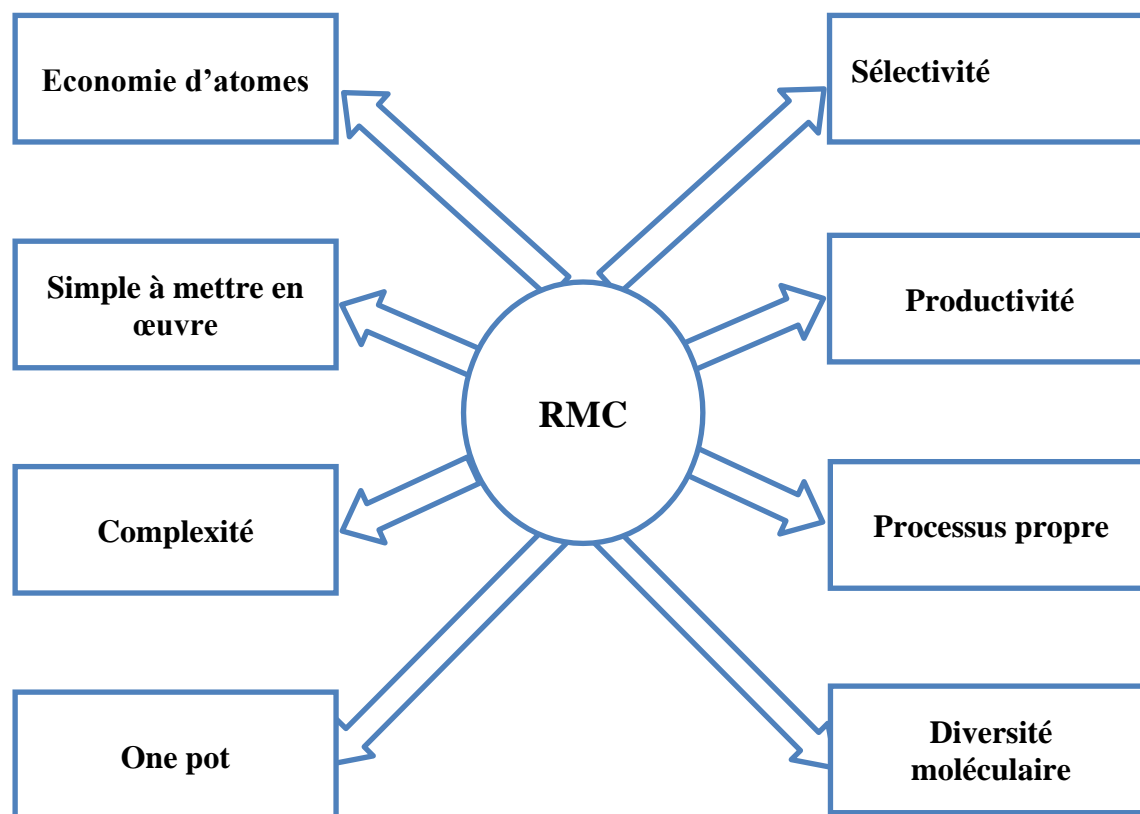 Economie d'atomes
Sélectivité
Simple à mettre en
œuvre
Productivité
RMC
Complexité
Processus propre
One pot
Diversité
moléculaire